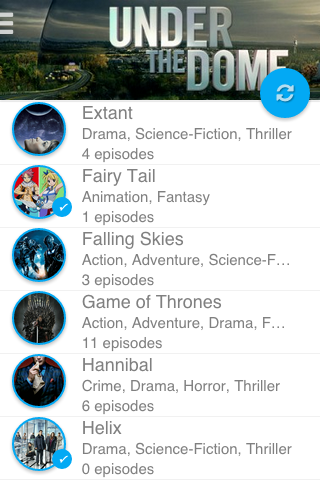 UNDER
THE DOME
Extant
Drama, Science-Fiction, Thriller
4 episodes
Fairy Tail
Animation, Fantasy
1 episodes
Falling Skies
Action, Adventure, Science-F...
3 episodes
Game of Thrones
Action, Adventure, Drama, F...
11 episodes
Hannibal
Crime, Drama, Horror, Thriller
6 episodes
Helix
Drama, Science-Fiction, Thriller
0 episodes